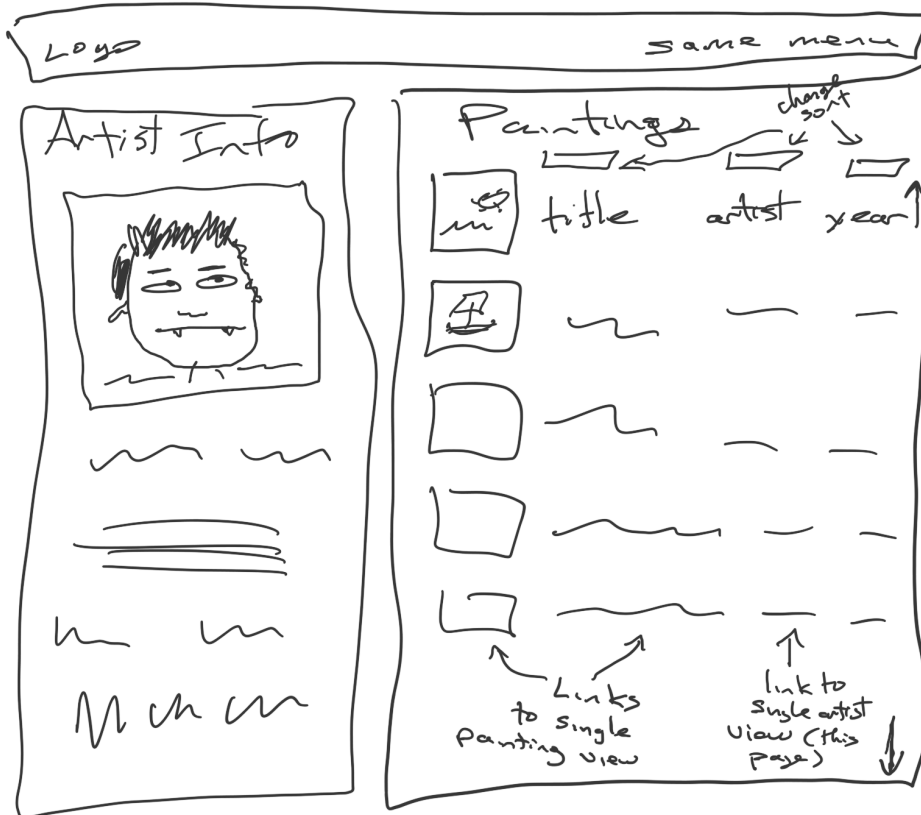 Logo
same menu
Artist Info
Paintings
change
sort
title
artist
year
Links
to single
painting view
link to
single artist
view (this
page)